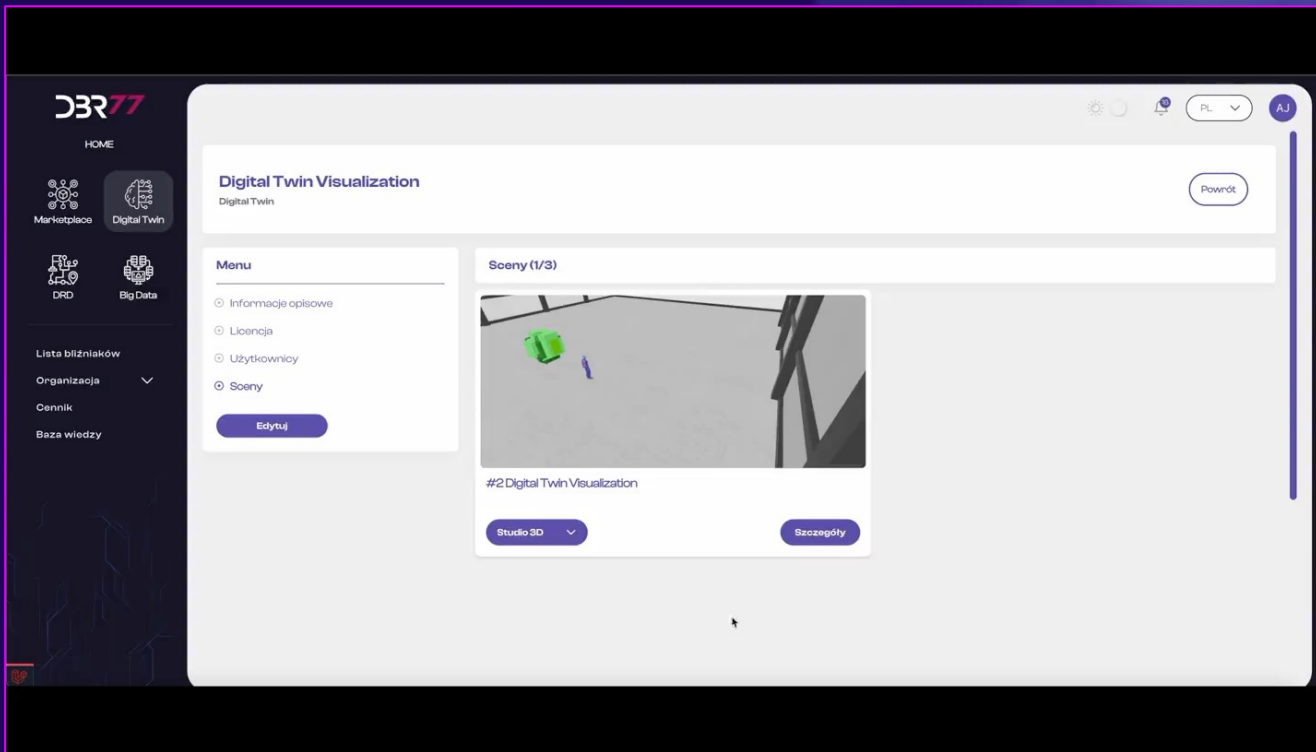 DBR77
HOME
Marketplace
Digital Twin
DRD
Big Data
Lista bliźniaków
Organizacja
Cennik
Baza wiedzy
PL
AJ
Digital Twin Visualization
Digital Twin
Powrót
Menu
Informacje opisowe
Licencja
Użytkownicy
Sceny
Edytuj
Sceny (1/3)
#2 Digital Twin Visualization
Studio 3D
Szczegóły